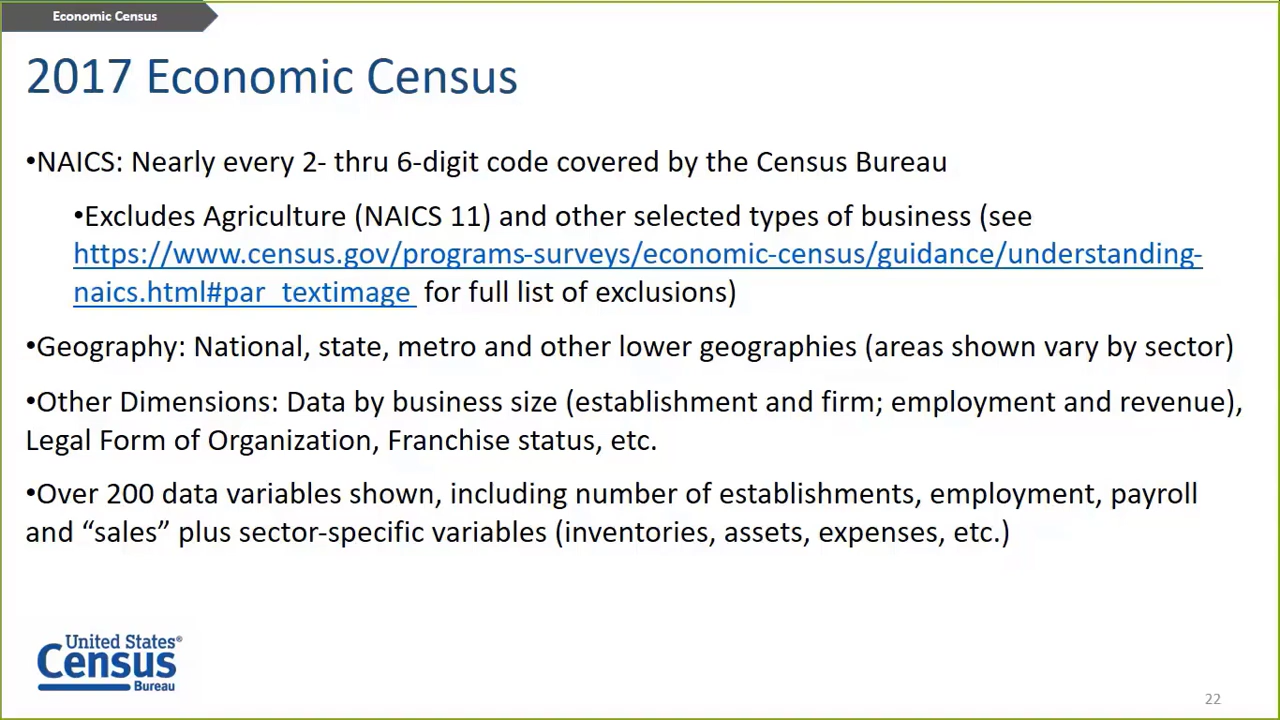 Economic Census
2017 Economic Census
•NAICS: Nearly every 2- thru 6-digit code covered by the Census Bureau
•Excludes Agriculture (NAICS 11) and other selected types of business (see
https://www.census.gov/programs-surveys/economic-census/guidance/understanding-
naics.html#par_textimage for full list of exclusions)
•Geography: National, state, metro and other lower geographies (areas shown vary by sector)
•Other Dimensions: Data by business size (establishment and firm; employment and revenue),
Legal Form of Organization, Franchise status, etc.
•Over 200 data variables shown, including number of establishments, employment, payroll
and “sales” plus sector-specific variables (inventories, assets, expenses, etc.)
United States®
Census
Bureau
22